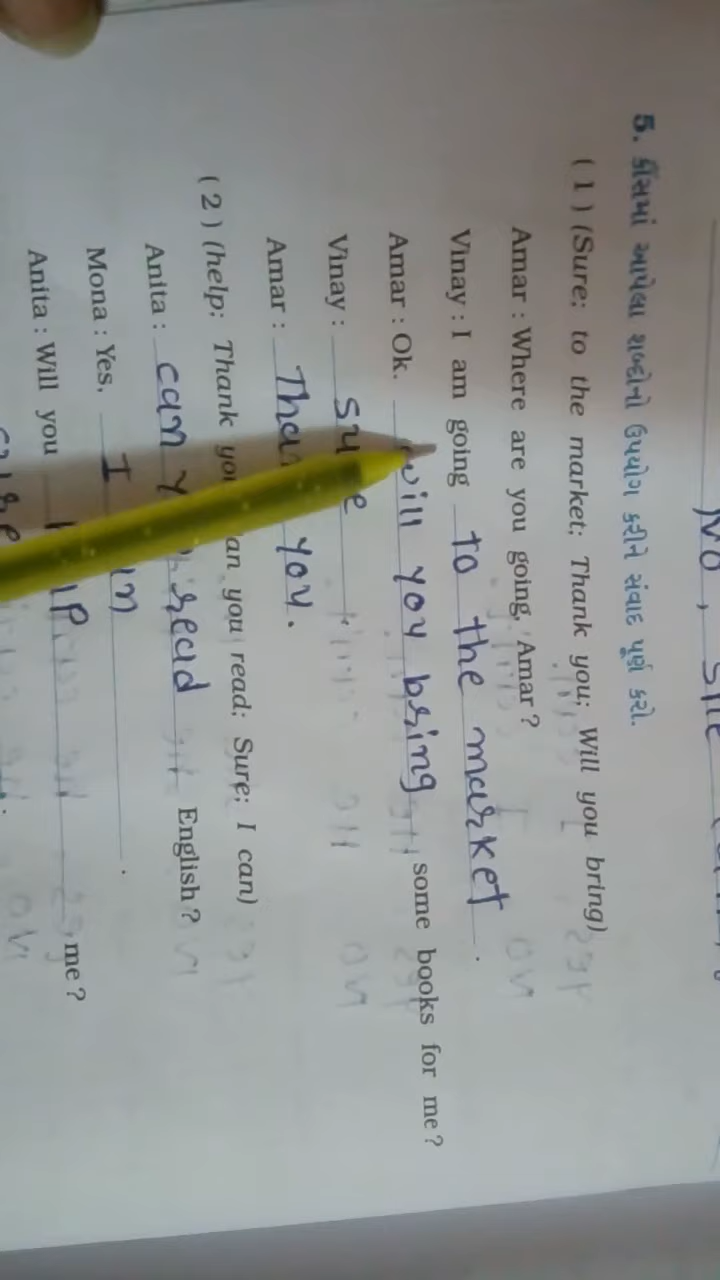 No, She
5. કૌંસમાં આપેલા શબ્દોનો ઉપયોગ કરીને સંવાદ પૂર્ણ કરો.
(1) (Sure; to the market; Thank you; Will you bring)
Amar : Where are you going, Amar ?
Vinay : I am going to the market .
Amar : Ok. will you bring some books for me ?
Vinay : Sure
Amar : Thank you.
(2) (help; Thank you; can you read; Sure; I can)
Anita : can you read English ?
Mona : Yes, I can .
Anita : Will you help me ?